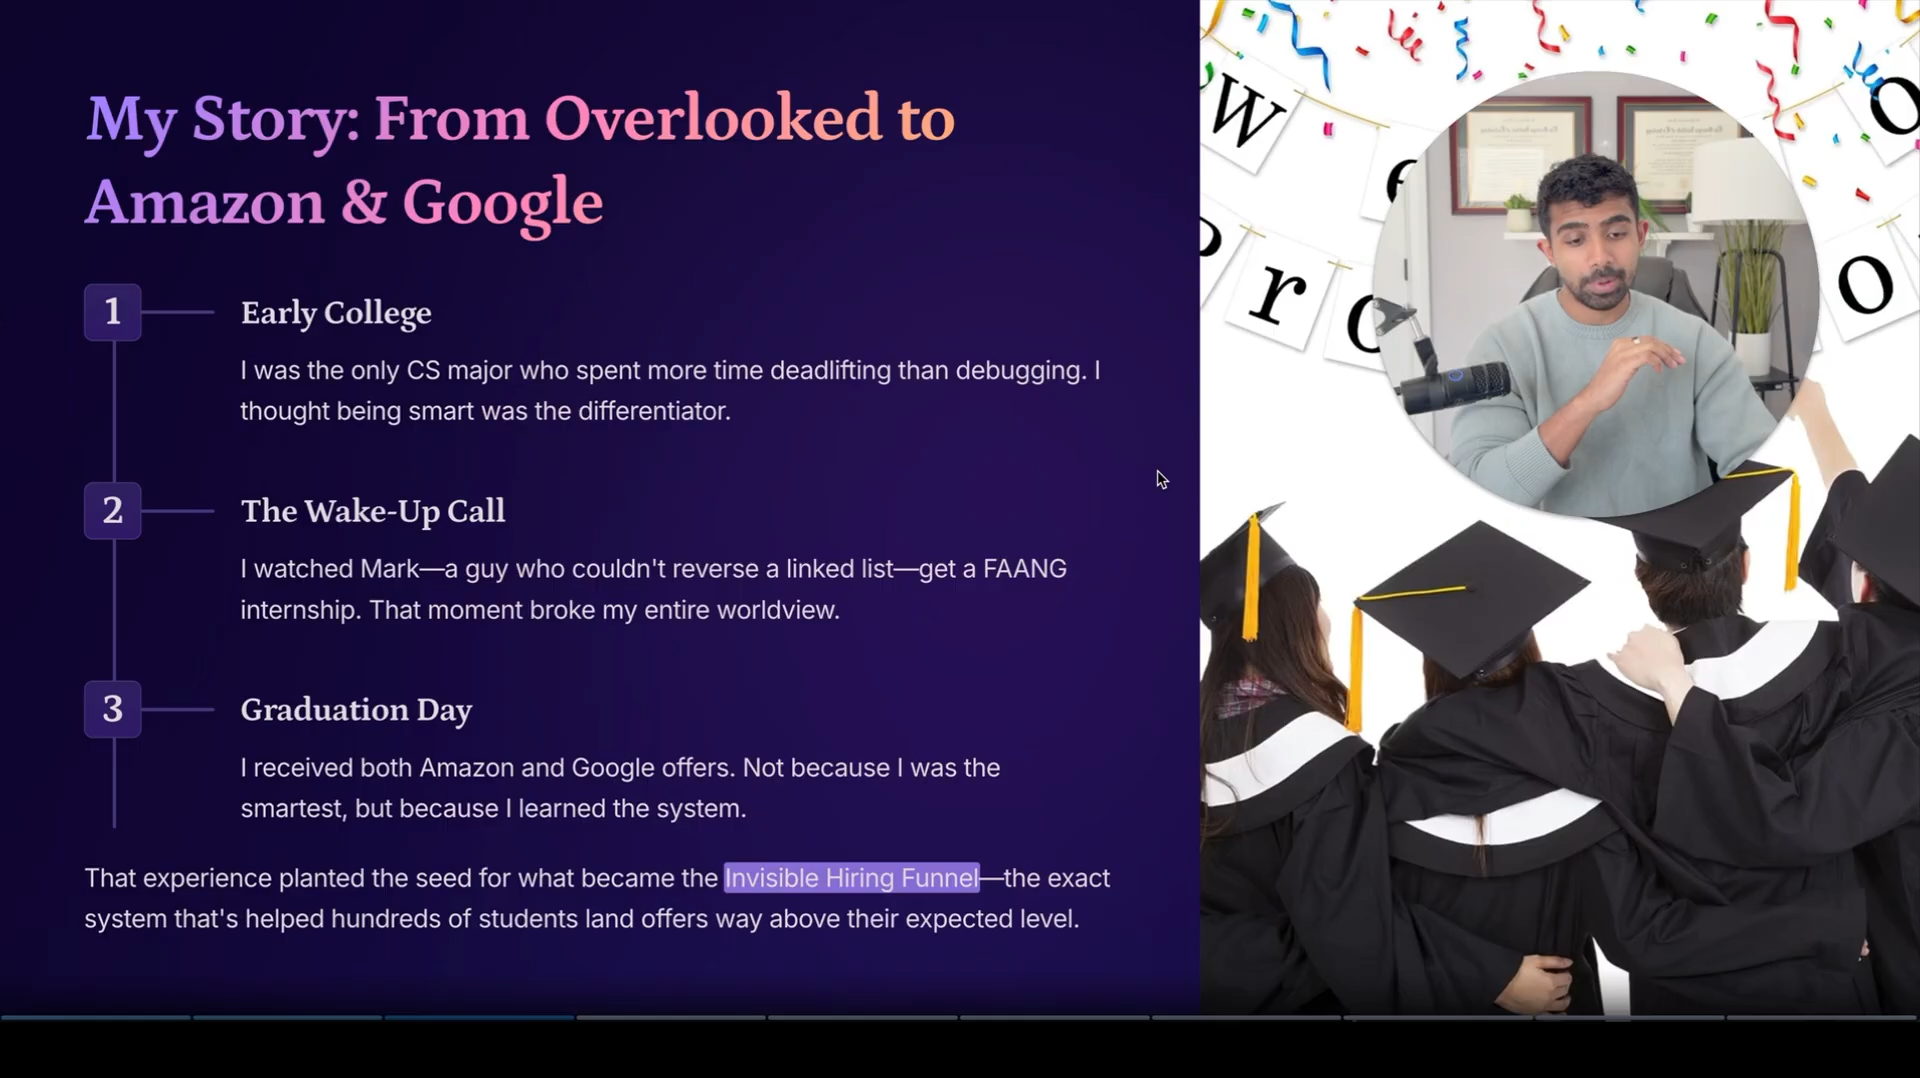 My Story: From Overlooked to
Amazon & Google
1
Early College
I was the only CS major who spent more time deadlifting than debugging. I
thought being smart was the differentiator.
2
The Wake-Up Call
I watched Mark—a guy who couldn't reverse a linked list—get a FAANG
internship. That moment broke my entire worldview.
3
Graduation Day
I received both Amazon and Google offers. Not because I was the
smartest, but because I learned the system.
That experience planted the seed for what became the Invisible Hiring Funnel—the exact
system that's helped hundreds of students land offers way above their expected level.
w e o
r o o